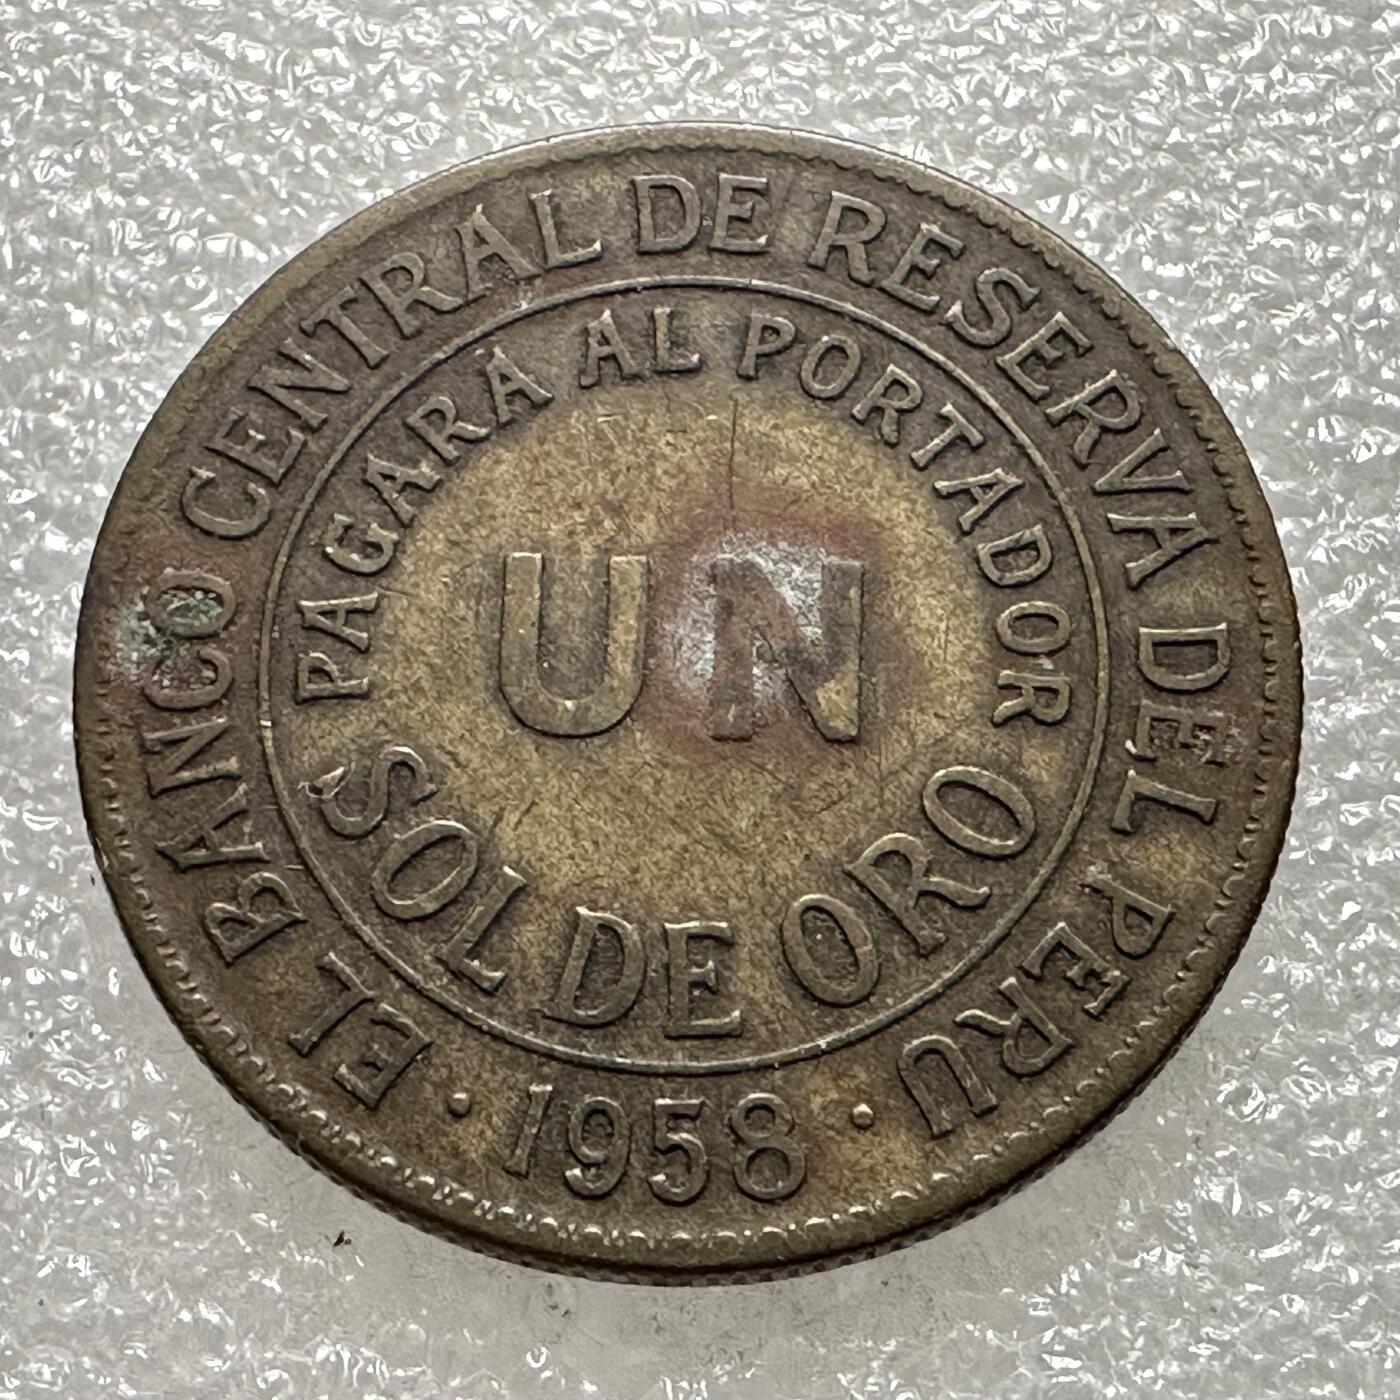 EL BANCO CENTRAL DE RESERVA DEL PERU
PAGARA AL PORTADOR
UN
SOL DE ORO
· 1958 ·